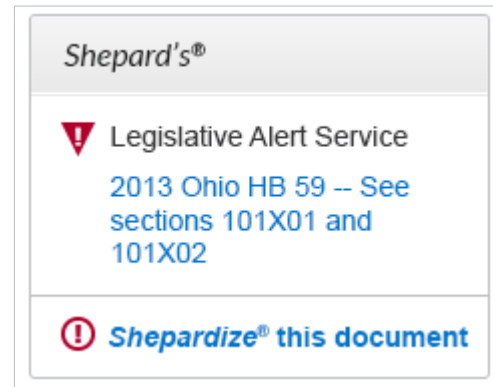 Shepard's®
Legislative Alert Service
2013 Ohio HB 59 -- See
sections 101X01 and
101X02
Shepardize® this document